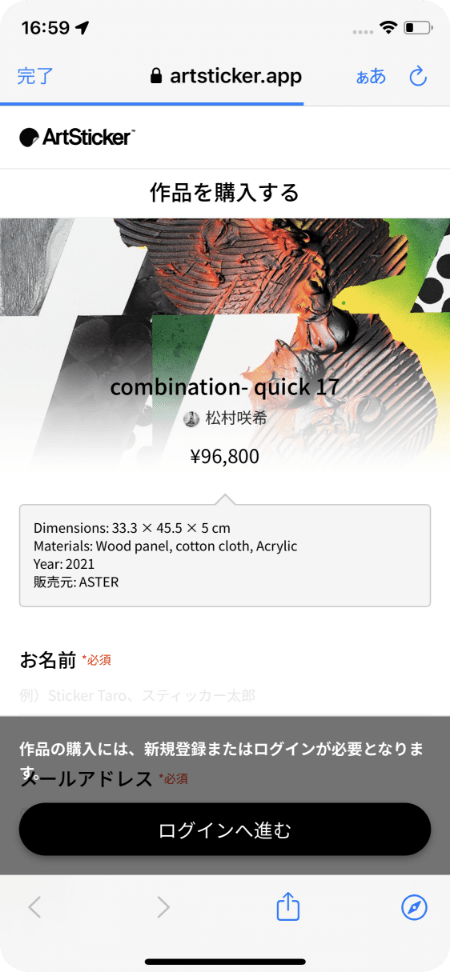 16:59
完了
artsticker.app
ぁあ
ArtSticker™
作品を購入する
combination- quick 17
松村咲希
¥96,800
Dimensions: 33.3 × 45.5 × 5 cm
Materials: Wood panel, cotton cloth, Acrylic
Year: 2021
販売元: ASTER
お名前 *必須
例）Sticker Taro、スティッカー太郎
作品の購入には、新規登録またはログインが必要となりま
す。
メールアドレス *必須
ログインへ進む